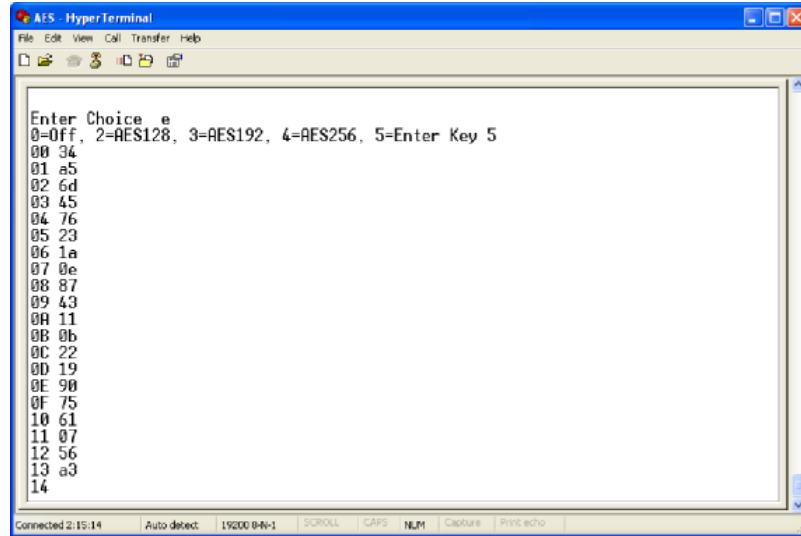 AES - HyperTerminal
File Edit View Call Transfer Help
Enter Choice e
0=Off, 2=AES128, 3=AES192, 4=AES256, 5=Enter Key 5
00 34
01 a5
02 6d
03 45
04 76
05 23
06 1a
07 0e
08 87
09 43
0A 11
0B 0b
0C 22
0D 19
0E 90
0F 75
10 61
11 07
12 56
13 a3
14
Connected 2:15:14 Auto detect 19200 8-N-1 SCROLL CAPS NUM Capture Print echo